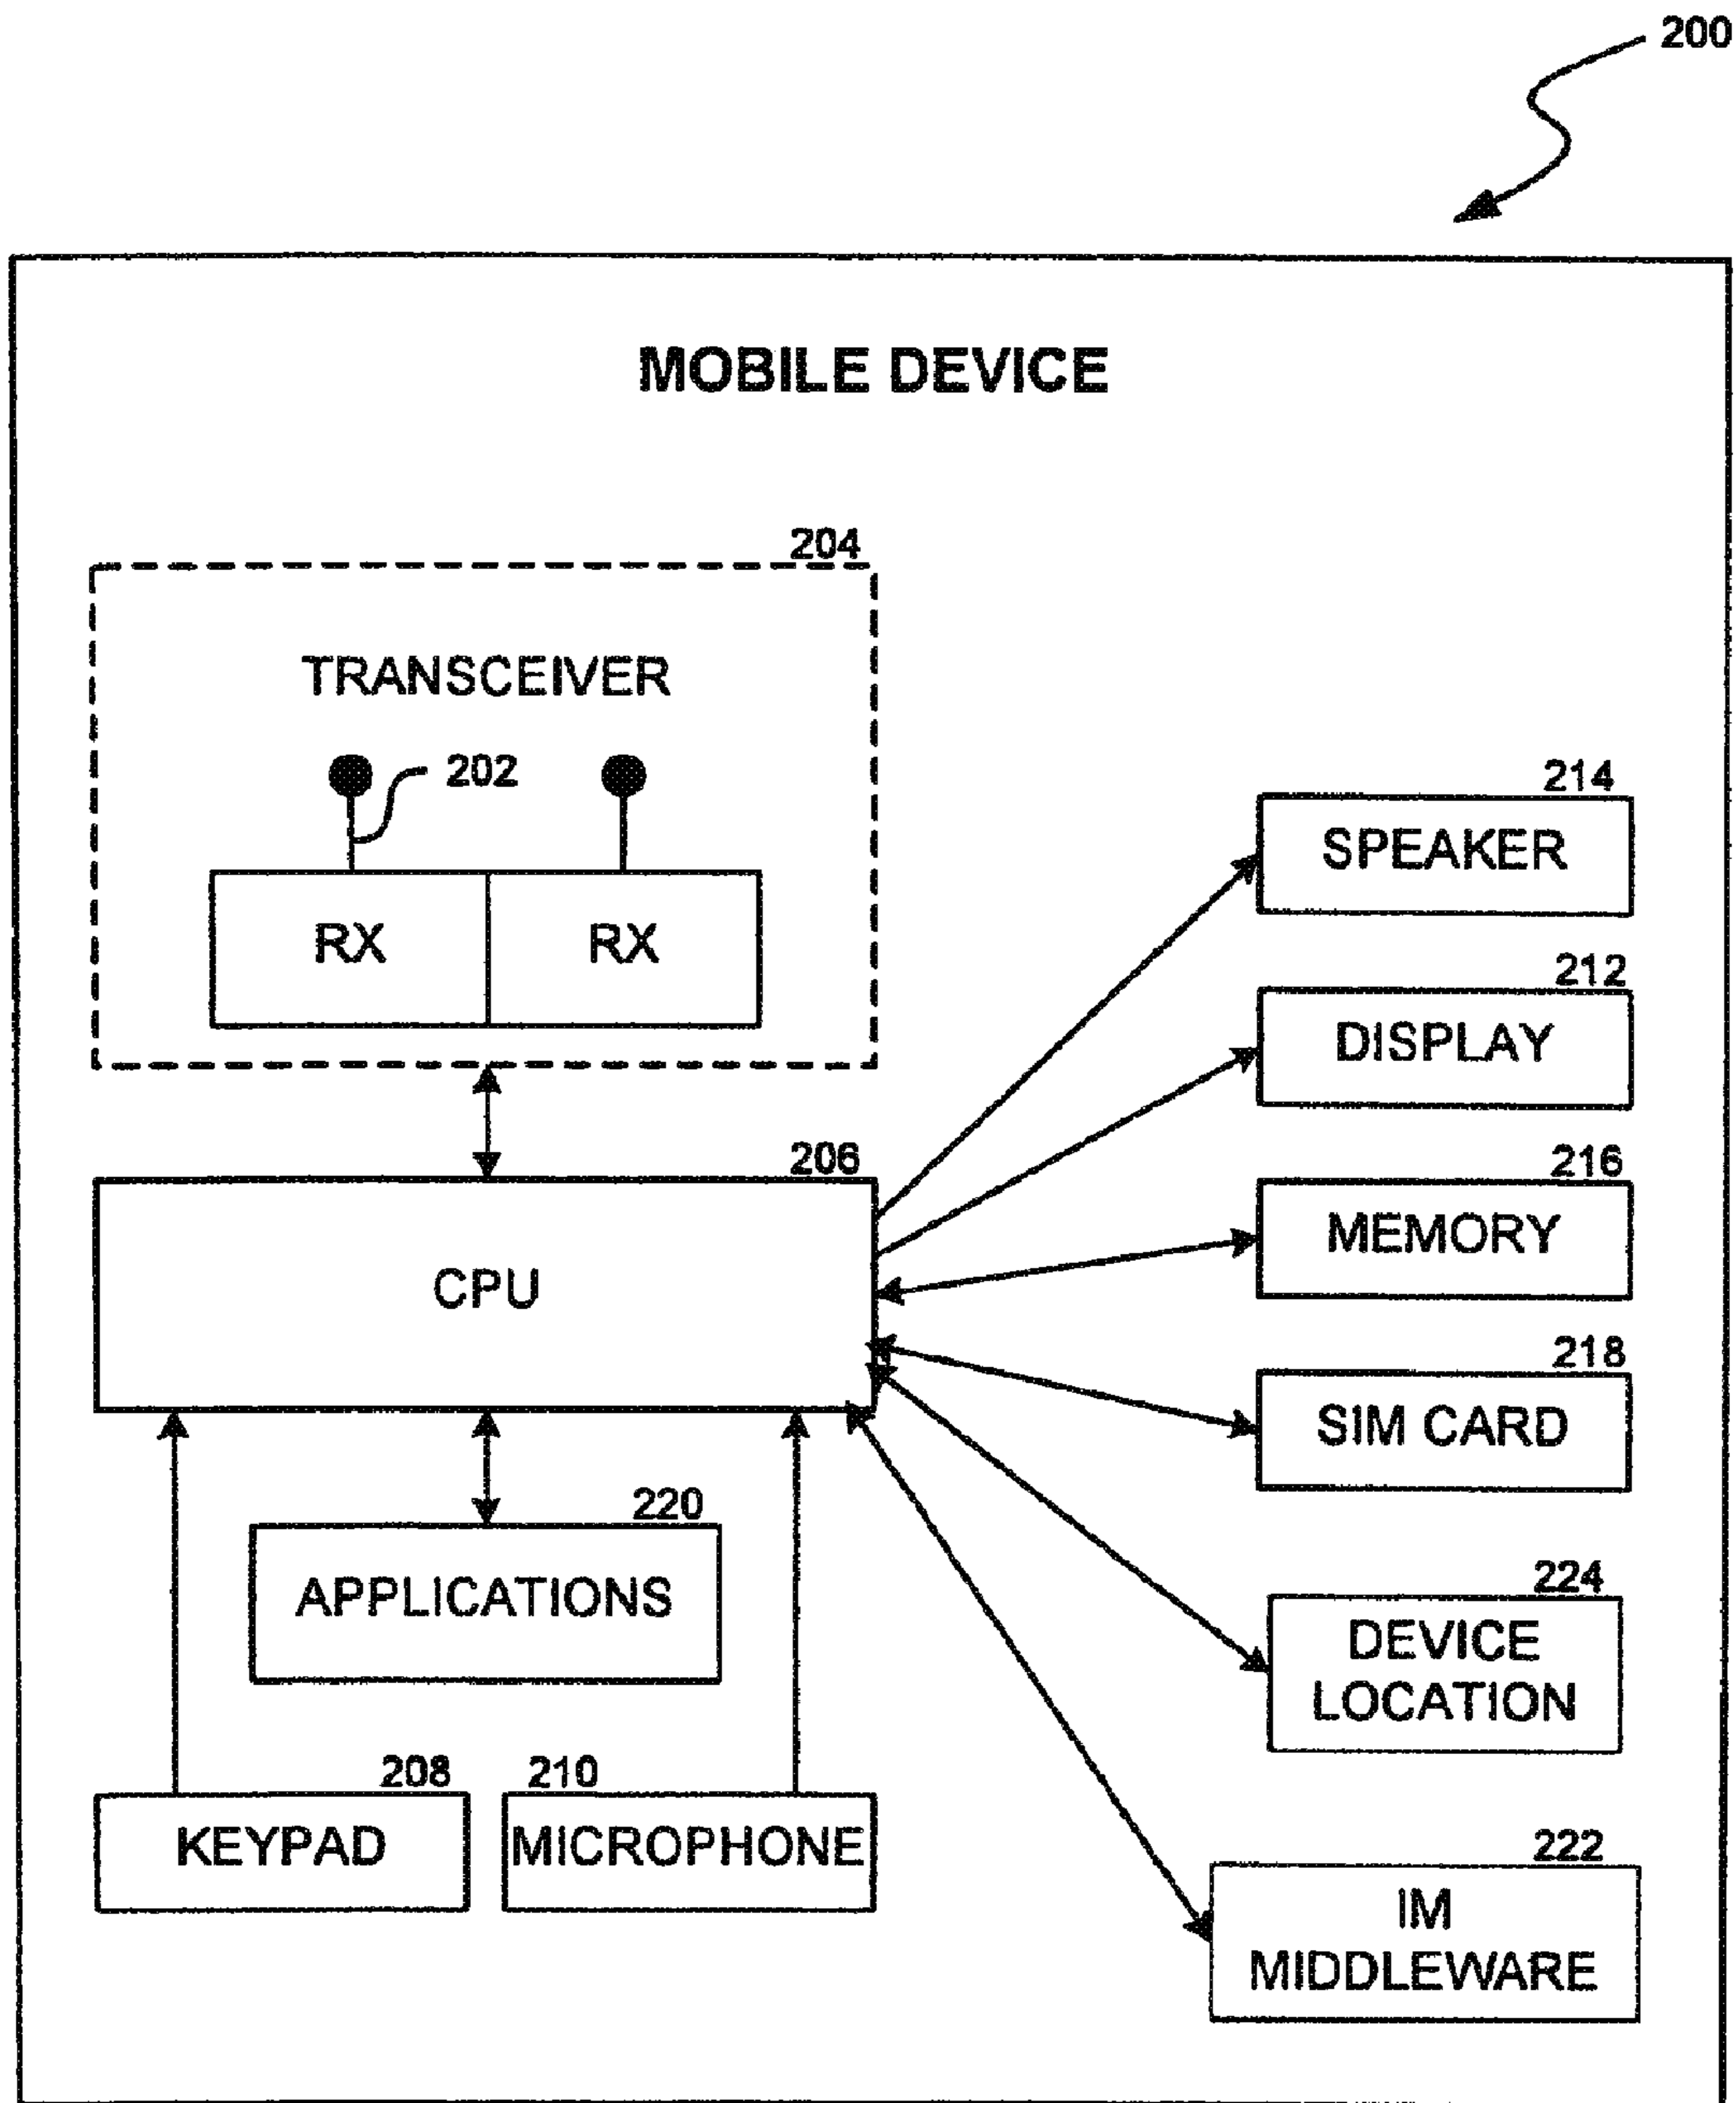 200
MOBILE DEVICE
204
TRANSCEIVER
202
RX
RX
214
SPEAKER
212
DISPLAY
206
CPU
216
MEMORY
218
SIM CARD
220
APPLICATIONS
224
DEVICE
LOCATION
208
KEYPAD
210
MICROPHONE
222
IM
MIDDLEWARE